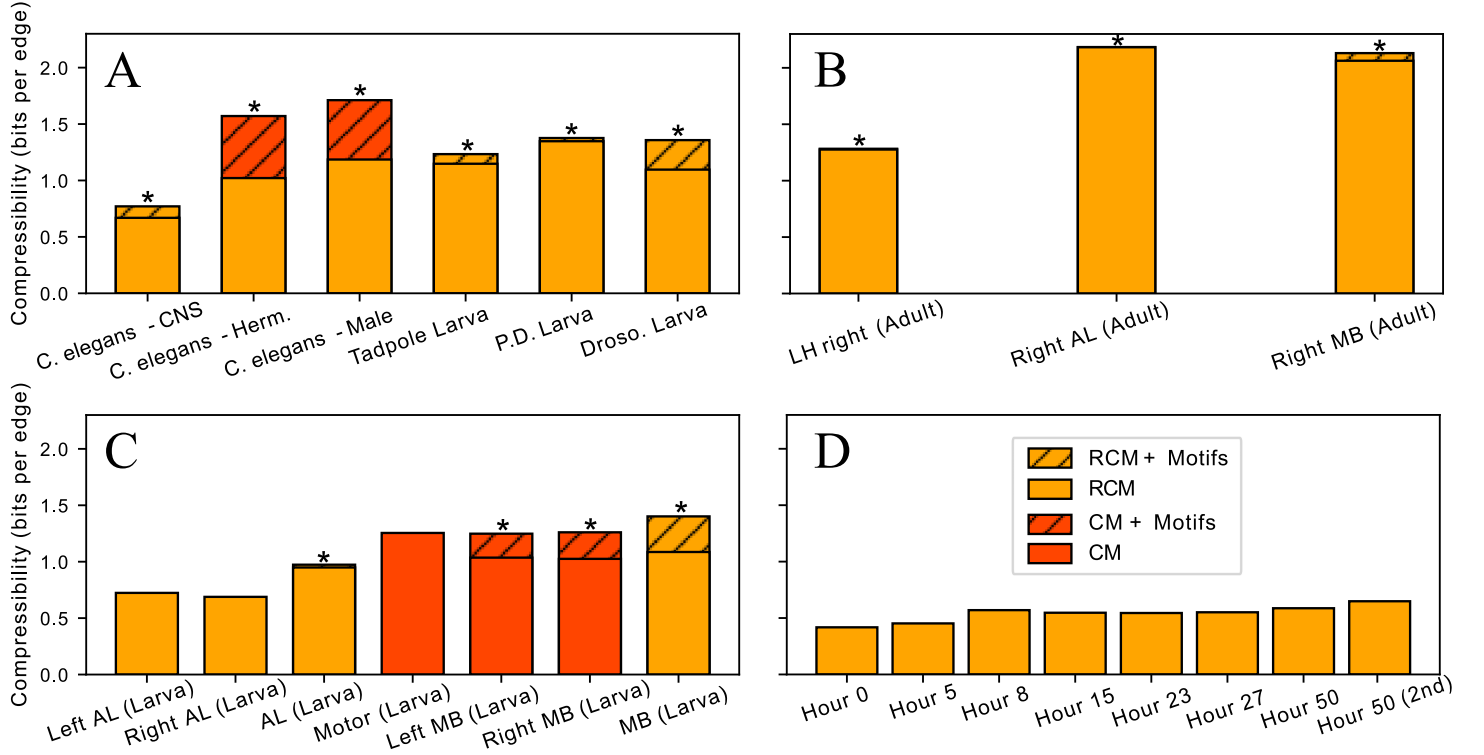 A
B
Compressibility (bits per edge)
2.0
1.5
1.0
0.5
0.0
*
*
*
*
*
*
*
*
*
C. elegans - CNS
C. elegans - Herm.
C. elegans - Male
Tadpole Larva
P.D. Larva
Droso. Larva
LH right (Adult)
Right AL (Adult)
Right MB (Adult)
C
D
Compressibility (bits per edge)
2.0
1.5
1.0
0.5
0.0
*
*
*
*
RCM + Motifs
RCM
CM + Motifs
CM
Left AL (Larva)
Right AL (Larva)
AL (Larva)
Motor (Larva)
Left MB (Larva)
Right MB (Larva)
MB (Larva)
Hour 0
Hour 5
Hour 8
Hour 15
Hour 23
Hour 27
Hour 50
Hour 50 (2nd)